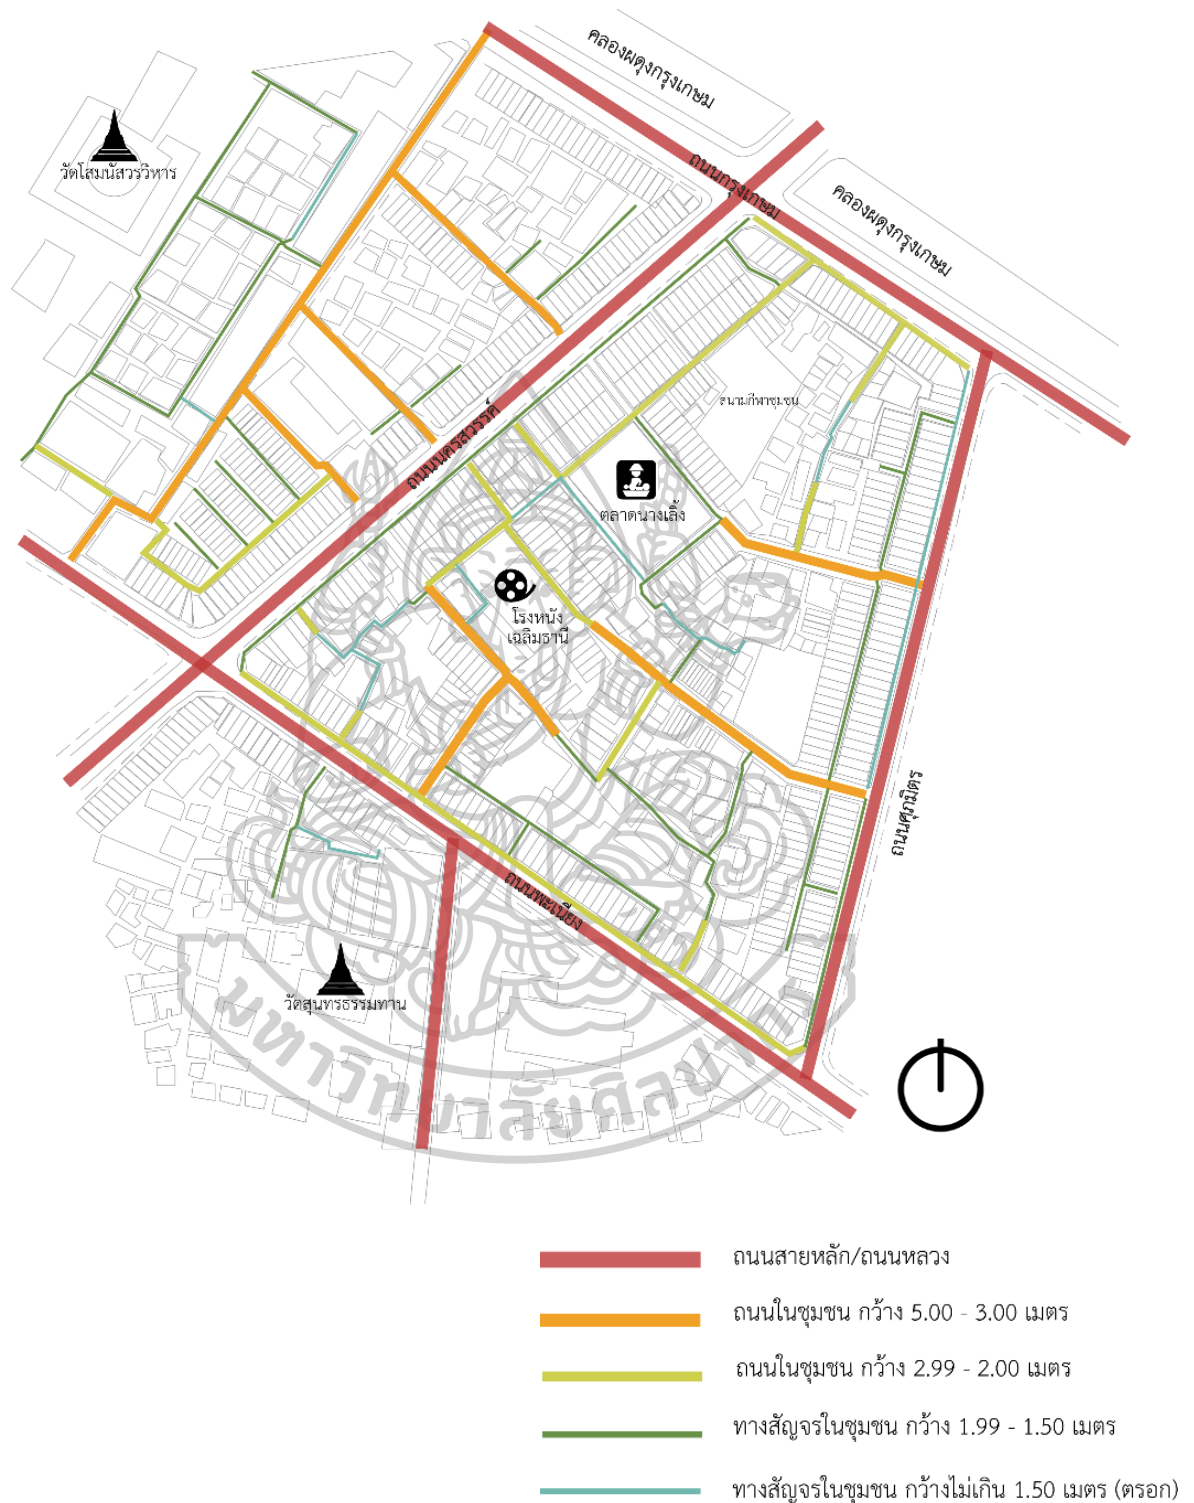 คลองผดุงกรุงเกษม
วัดโสมนัสวรวิหาร
ถนนกรุงเกษม
คลองผดุงกรุงเกษม
สนามกีฬาชุมชน
ถนนนครสวรรค์
ตลาดนางเลิ้ง
โรงหนัง
เฉลิมธานี
ถนนศุภมิตร
ถนนพะเนียง
วัดสุนทรธรรมทาน
มหาวิทยาลัยศิลปากร
ถนนสายหลัก/ถนนหลวง
ถนนในชุมชน กว้าง 5.00 - 3.00 เมตร
ถนนในชุมชน กว้าง 2.99 - 2.00 เมตร
ทางสัญจรในชุมชน กว้าง 1.99 - 1.50 เมตร
ทางสัญจรในชุมชน กว้างไม่เกิน 1.50 เมตร (ตรอก)